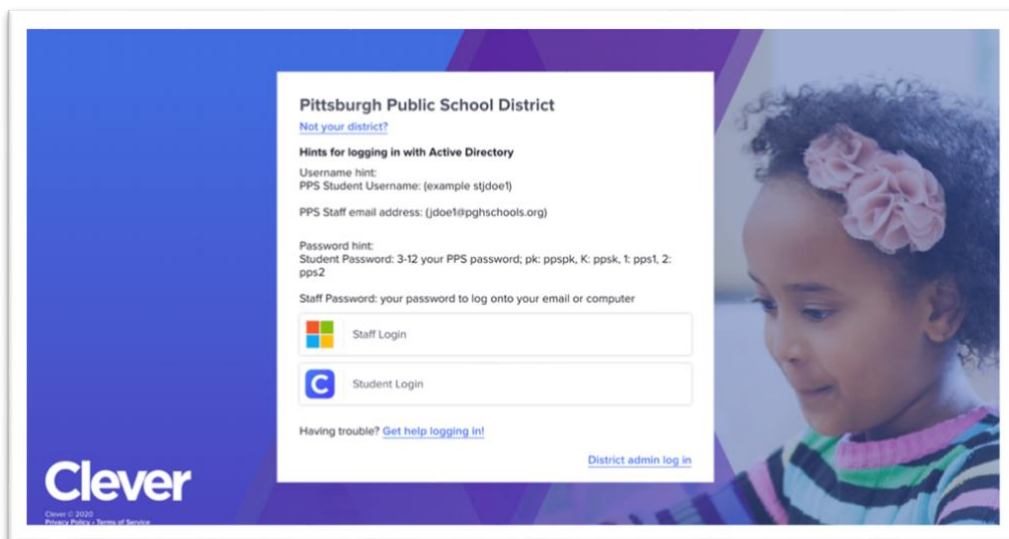 Pittsburgh Public School District
Not your district?
Hints for logging in with Active Directory
Username hint:
PPS Student Username: (example stjdoe1)
PPS Staff email address: (jdoe1@pghschools.org)
Password hint:
Student Password: 3-12 your PPS password; pk: ppspk, K: ppsk, 1: pps1, 2:
pps2
Staff Password: your password to log onto your email or computer
Staff Login
C
Student Login
Having trouble? Get help logging in!
District admin log in
Clever
Clever © 2020
Privacy Policy • Terms of Service